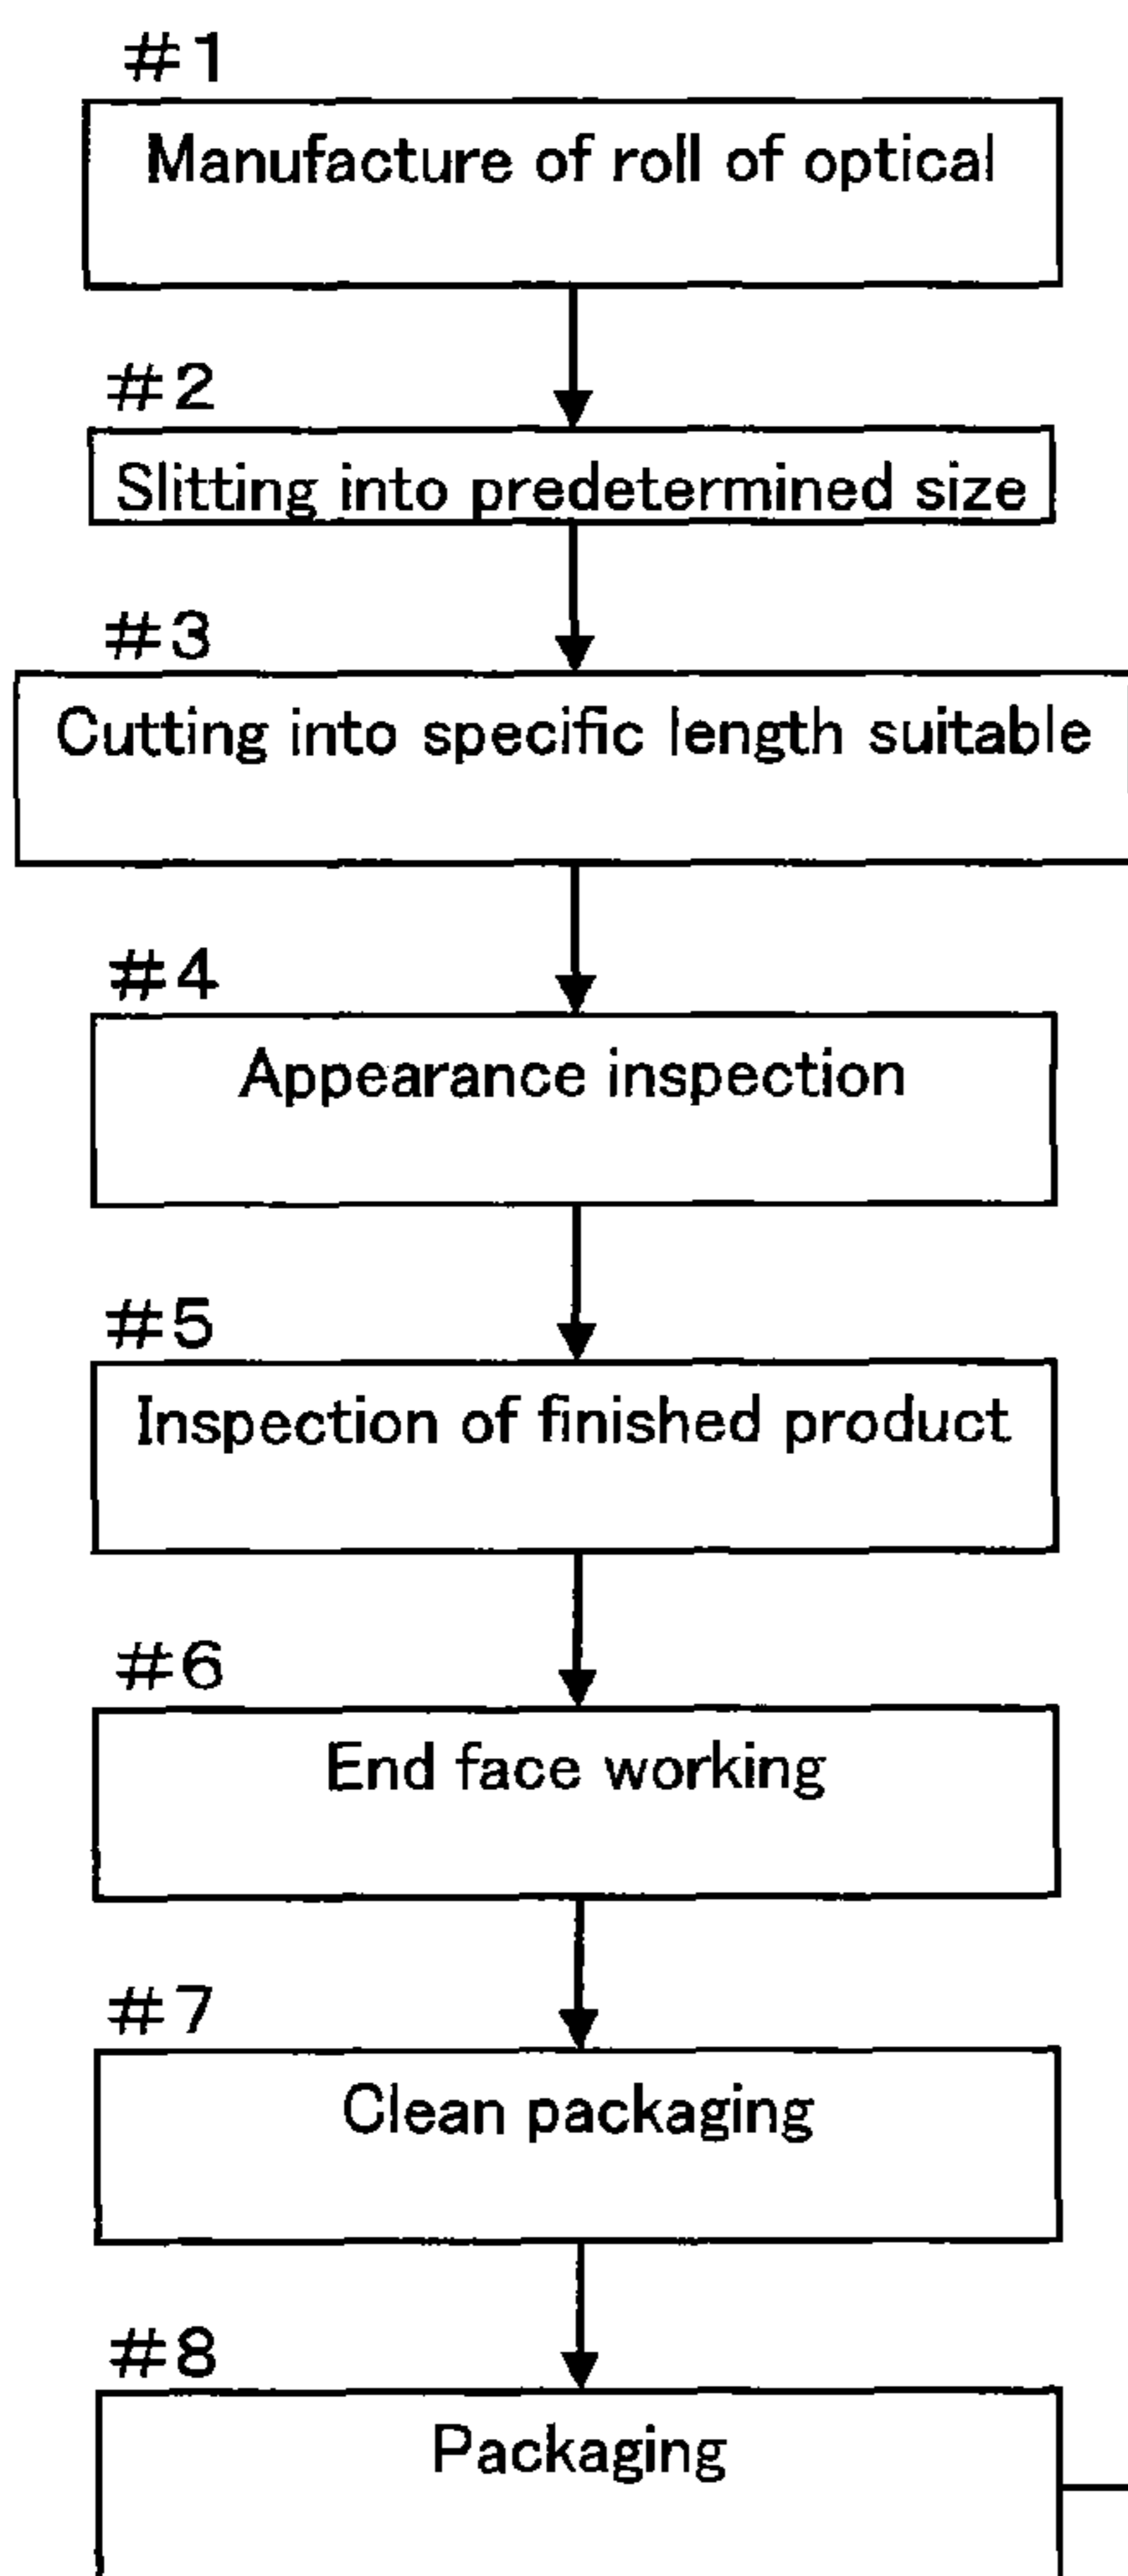 #1
Manufacture of roll of optical
#2
Slitting into predetermined size
#3
Cutting into specific length suitable
#4
Appearance inspection
#5
Inspection of finished product
#6
End face working
#7
Clean packaging
#8
Packaging